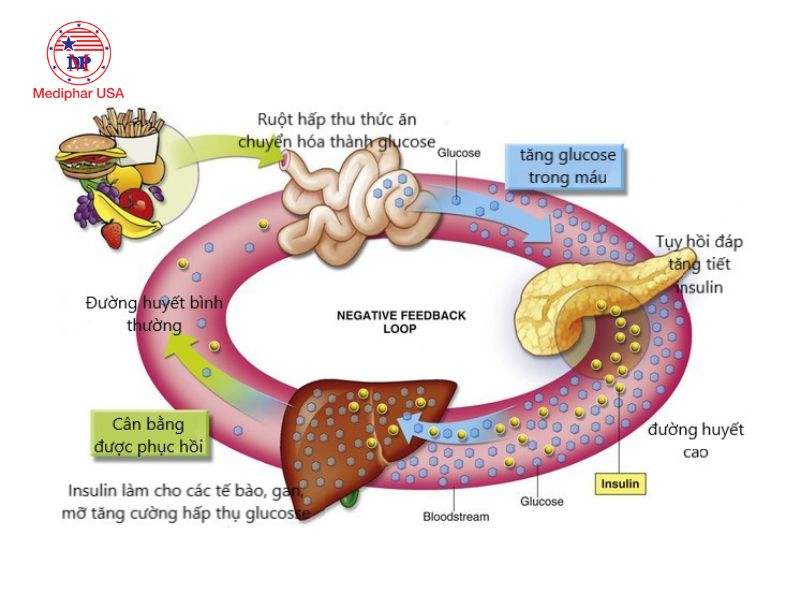 DP
Mediphar USA
Ruột hấp thu thức ăn
chuyển hóa thành glucose
Glucose
tăng glucose
trong máu
Tụy hồi đáp
tăng tiết
insulin
Đường huyết bình
thường
NEGATIVE FEEDBACK
LOOP
Cân bằng
được phục hồi
đường huyết
cao
Insulin
Glucose
Bloodstream
Insulin làm cho các tế bào, gan,
mỡ tăng cường hấp thụ glucosse